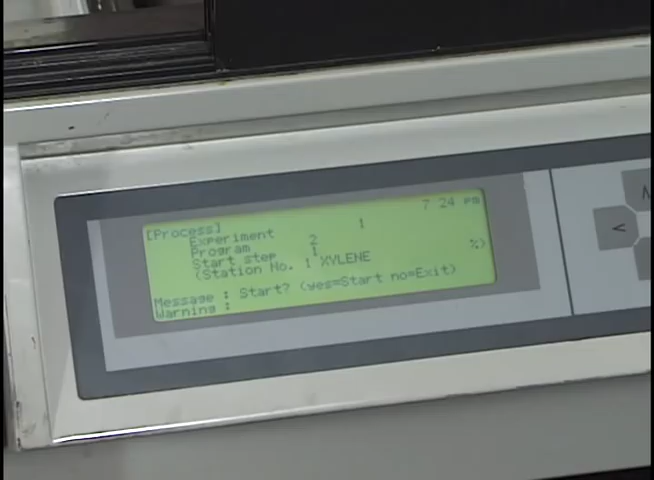 7 24 pm
[Process]
Experiment 1
Program 2
Start step 1
(Station No. 1 XYLENE %)
Message : Start? (yes=Start no=Exit)
Warning :
<